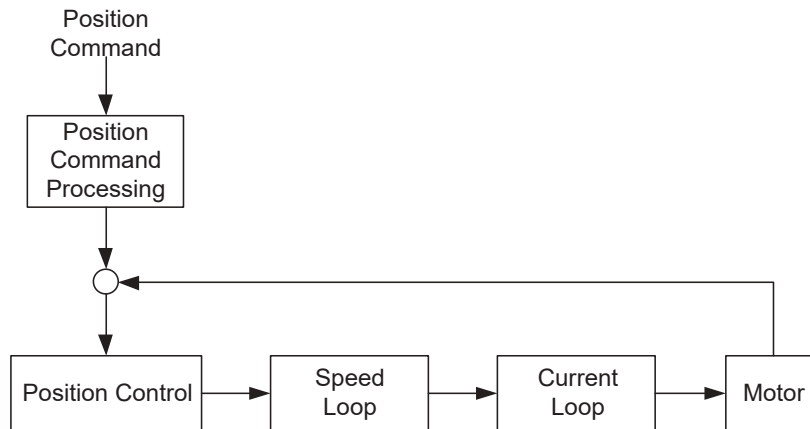 Position
Command
Position
Command
Processing
Position Control
Speed
Loop
Current
Loop
Motor